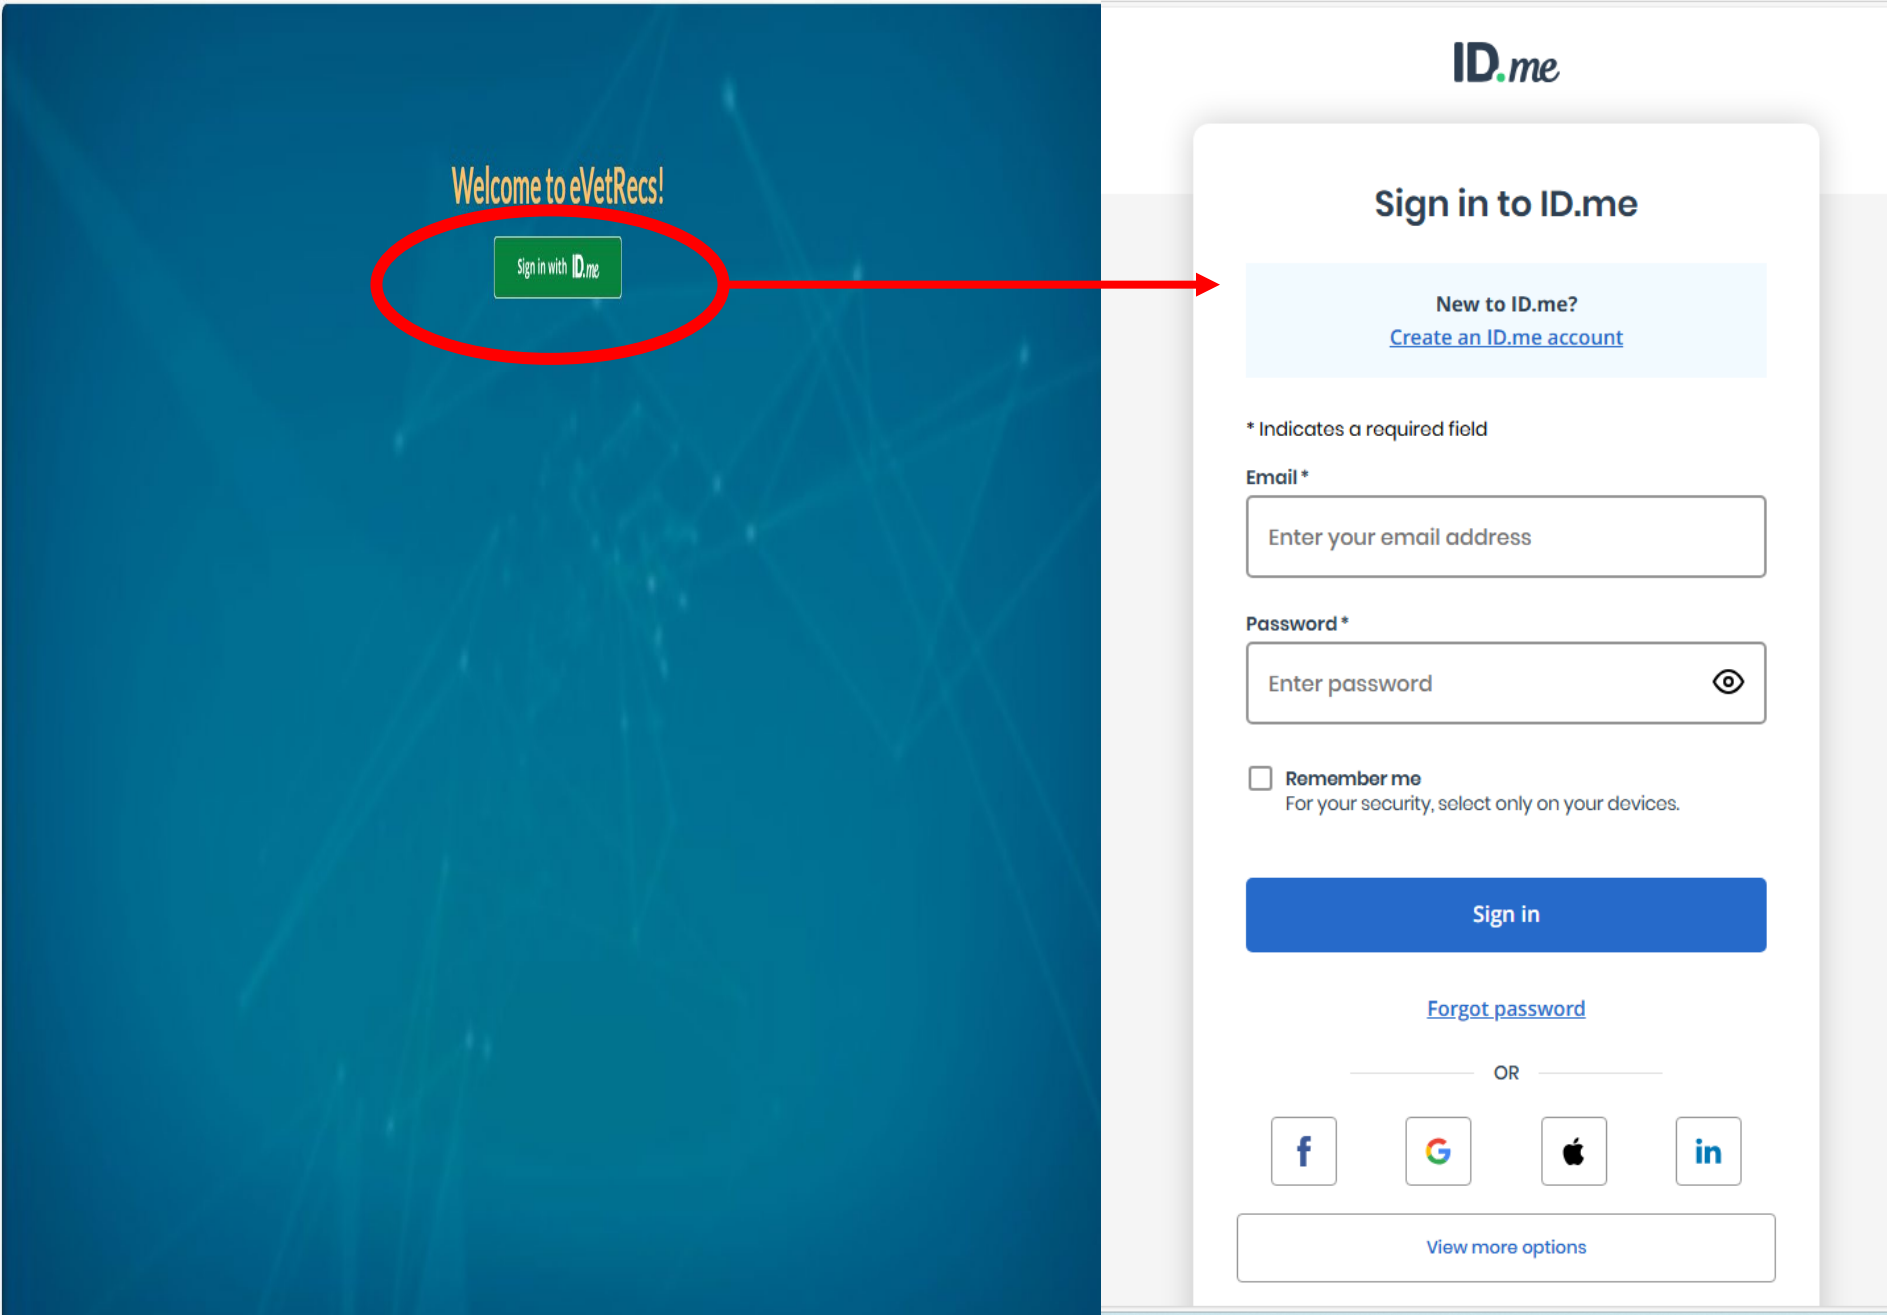 Welcome to eVetRecs!
Sign in with ID.me
ID.me
Sign in to ID.me
New to ID.me?
Create an ID.me account
* Indicates a required field
Email *
Enter your email address
Password *
Enter password
Remember me
For your security, select only on your devices.
Sign in
Forgot password
OR
f G in
View more options